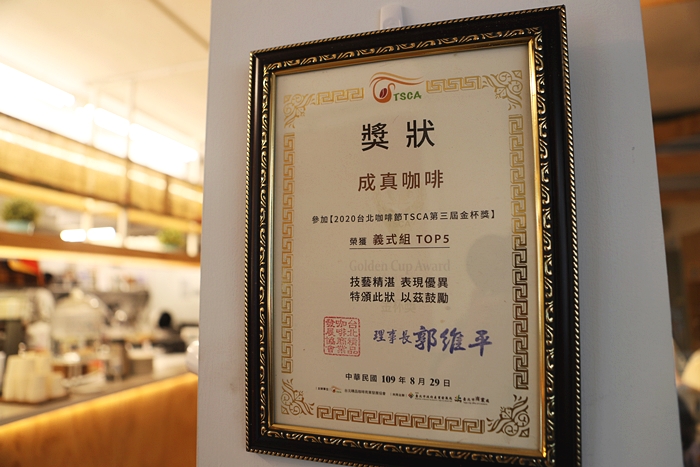 TSCA
獎狀
成真咖啡
參加【2020台北咖啡節TSCA第三屆金杯獎】
榮獲 義式組 TOP5
Golden Cup Award
技藝精湛 表現優異
特頒此狀 以茲鼓勵
理事長 郭維平
中華民國 109 年 8 月 29 日